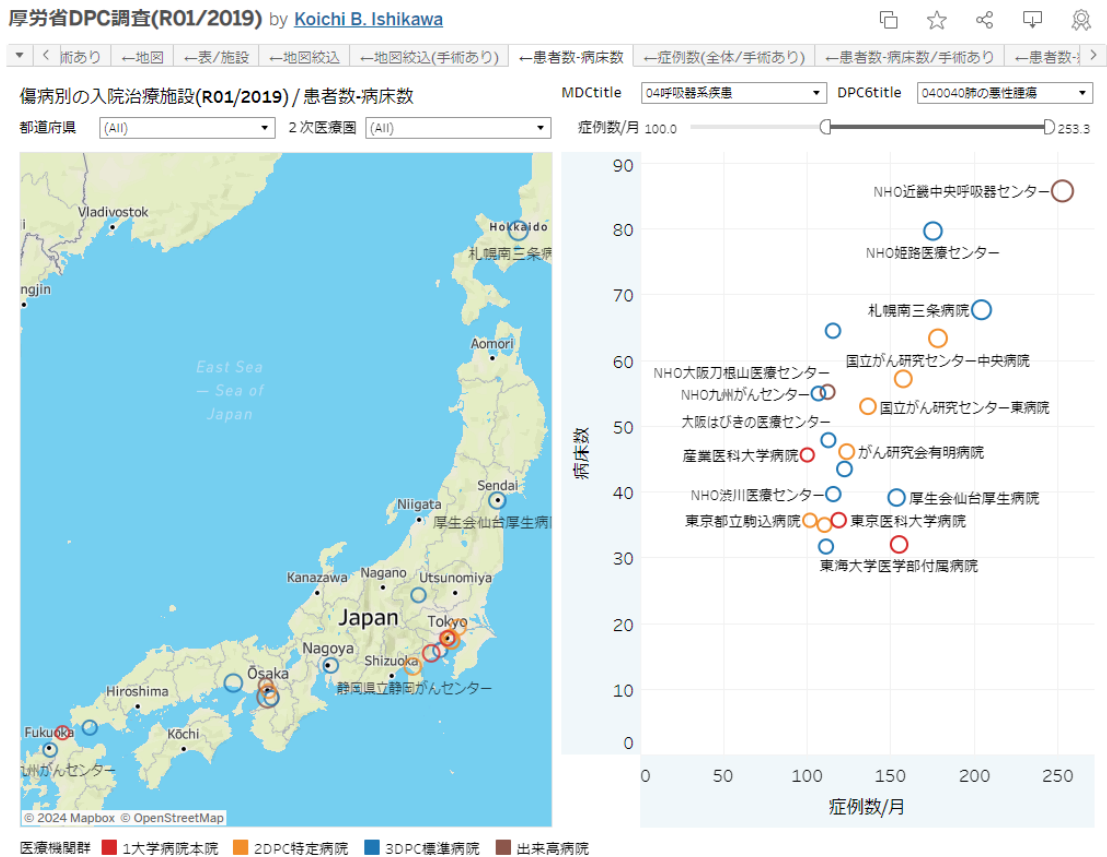 厚労省DPC調査(R01/2019) by Koichi B. Ishikawa
術あり) ←地図 ←表/施設 ←地図絞込 ←地図絞込(手術あり) ←患者数-病床数 ←症例数(全体/手術あり) ←患者数-病床数/手術あり ←患者数-
傷病別の入院治療施設(R01/2019) / 患者数-病床数
MDCtitle 04呼吸器系疾患 DPC6title 040040肺の悪性腫瘍
都道府県 (All) 2次医療圏 (All)
症例数/月 100.0 253.3
Vladivostok
Hokkaido
札幌南三条病
ngjin
Aomori
East Sea
— Sea of
Japan
Sendai
Niigata
厚生会仙台厚生病
Kanazawa Nagano Utsunomiya
Japan
Tokyo
Nagoya
Shizuoka
Ōsaka
静岡県立静岡がんセンター
Hiroshima
Fukuoka
Kōchi
九州がんセンター
© 2024 Mapbox © OpenStreetMap
病床数
90
80
70
60
50
40
30
20
10
0
NHO近畿中央呼吸器センター
NHO姫路医療センター
札幌南三条病院
国立がん研究センター中央病院
NHO大阪刀根山医療センター
NHO九州がんセンター
国立がん研究センター東病院
大阪はびきの医療センター
産業医科大学病院
がん研究会有明病院
NHO渋川医療センター
厚生会仙台厚生病院
東京都立駒込病院
東京医科大学病院
東海大学医学部付属病院
0 50 100 150 200 250
症例数/月
医療機関群 1大学病院本院 2DPC特定病院 3DPC標準病院 出来高病院